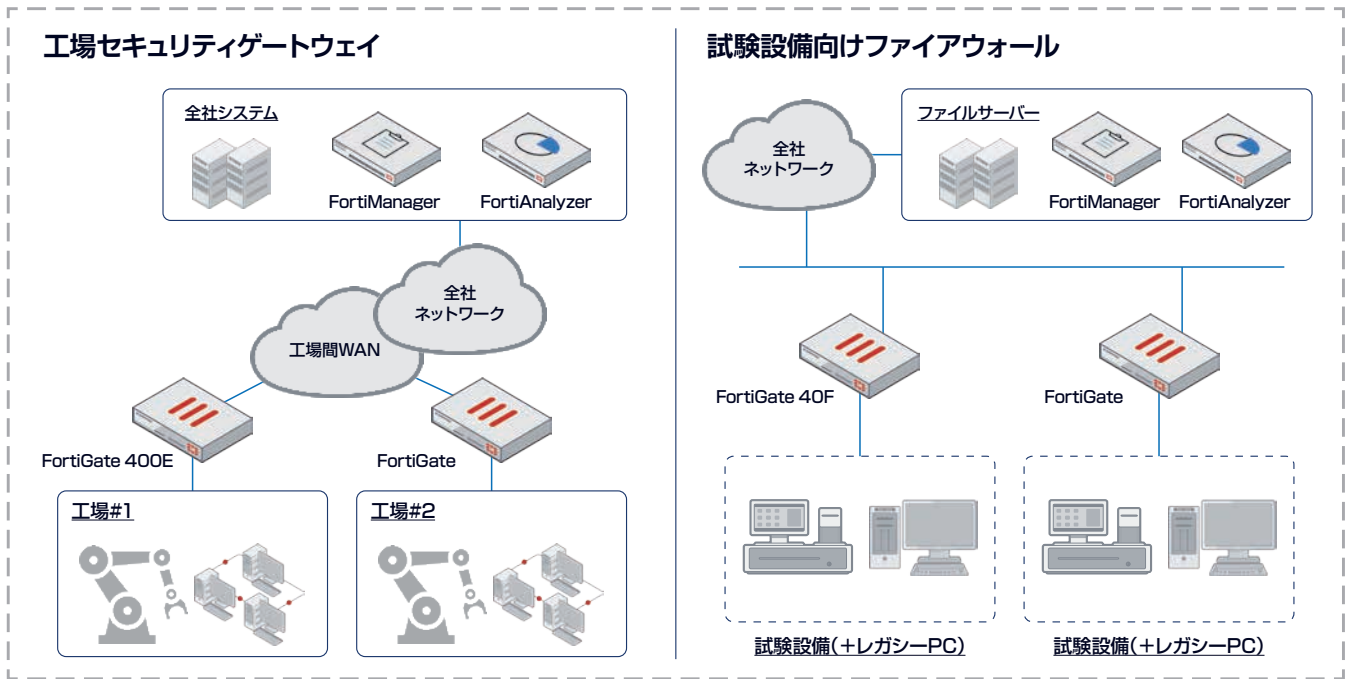 工場セキュリティゲートウェイ
全社システム
FortiManager
FortiAnalyzer
全社
ネットワーク
工場間WAN
FortiGate 400E
FortiGate
工場#1
工場#2
試験設備向けファイアウォール
全社
ネットワーク
ファイルサーバー
FortiManager
FortiAnalyzer
FortiGate 40F
FortiGate
試験設備(+レガシーPC)
試験設備(+レガシーPC)